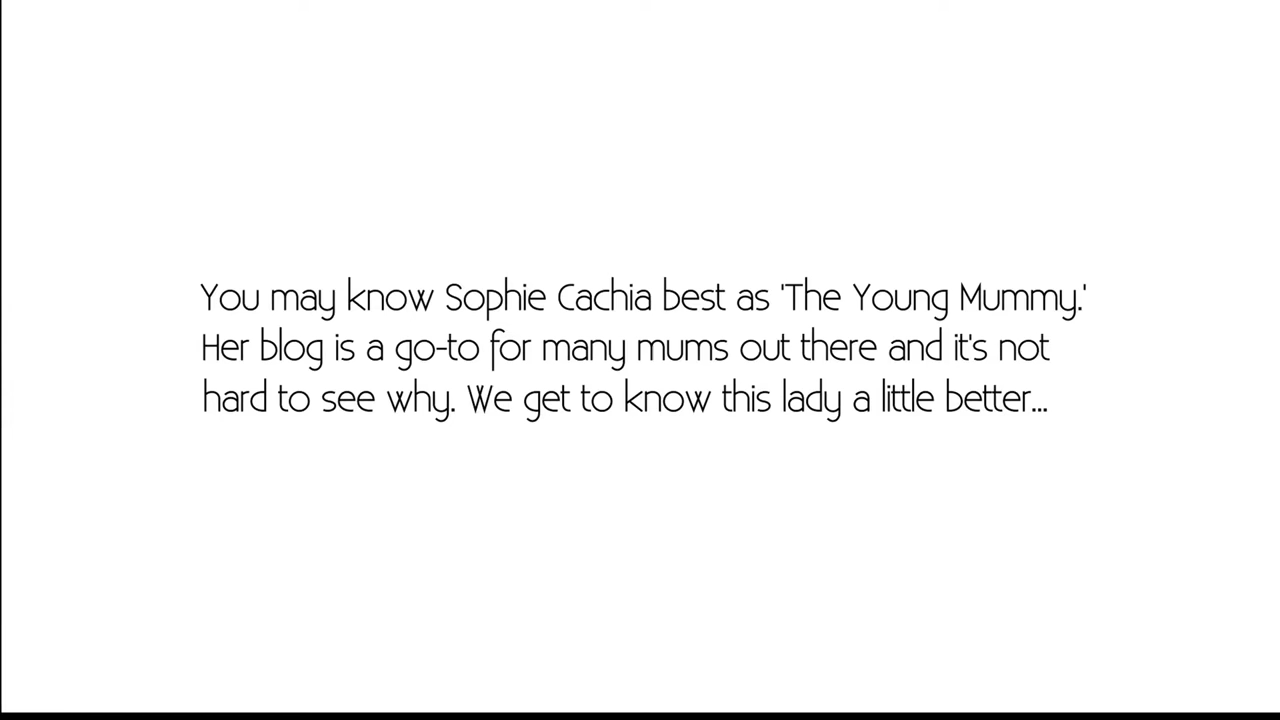 You may know Sophie Cachia best as 'The Young Mummy.'
Her blog is a go-to for many mums out there and it's not
hard to see why. We get to know this lady a little better...